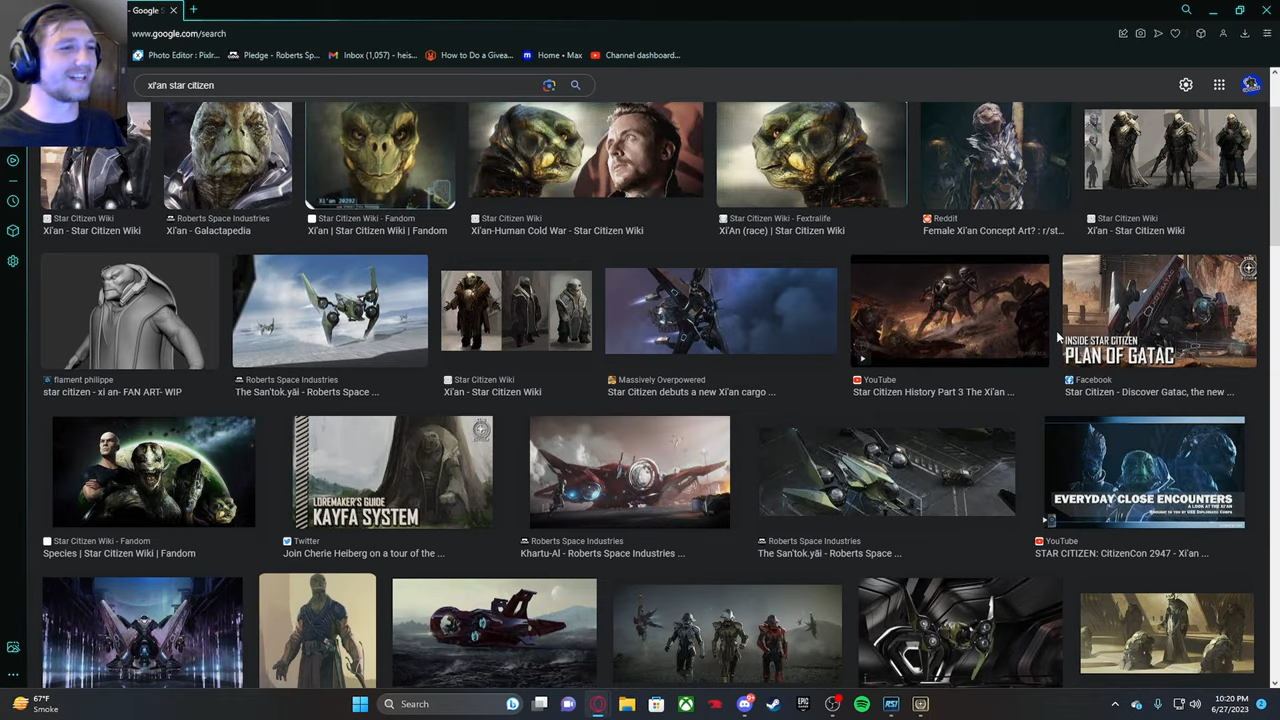 - Google S
www.google.com/search
Photo Editor : Pixlr...
Pledge - Roberts Sp...
Inbox (1,057) - heis...
How to Do a Givea...
Home • Max
Channel dashboard...
xi'an star citizen
Xi'an 2029z
Star Citizen Wiki
Xi'an - Star Citizen Wiki
Roberts Space Industries
Xi'an - Galactapedia
Star Citizen Wiki - Fandom
Xi'an | Star Citizen Wiki | Fandom
Star Citizen Wiki
Xi'an-Human Cold War - Star Citizen Wiki
Star Citizen Wiki - Fextralife
Xi'An (race) | Star Citizen Wiki
Reddit
Female Xi'an Concept Art? : r/st...
Star Citizen Wiki
Xi'an - Star Citizen Wiki
INSIDE STAR CITIZEN
PLAN OF GATAC
flament philippe
star citizen - xi an- FAN ART- WIP
Roberts Space Industries
The San'tok.yāi - Roberts Space ...
Star Citizen Wiki
Xi'an - Star Citizen Wiki
Massively Overpowered
Star Citizen debuts a new Xi'an cargo ...
YouTube
Star Citizen History Part 3 The Xi'an ...
Facebook
Star Citizen - Discover Gatac, the new ...
LOREMAKER'S GUIDE
KAYFA SYSTEM
EVERYDAY CLOSE ENCOUNTERS
A LOOK AT THE XI'AN
Star Citizen Wiki - Fandom
Species | Star Citizen Wiki | Fandom
Twitter
Join Cherie Heiberg on a tour of the ...
Roberts Space Industries
Khartu-Al - Roberts Space Industries ...
Roberts Space Industries
The San'tok.yāi - Roberts Space ...
YouTube
STAR CITIZEN: CitizenCon 2947 - Xi'an ...
67°F
Smoke
Search
EPIC
RSI
10:20 PM
6/27/2023